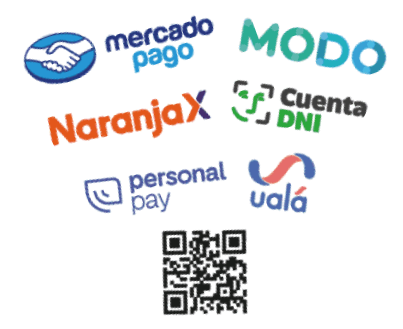 mercado
pago
MODO
NaranjaX
Cuenta
DNI
personal
pay
ualá